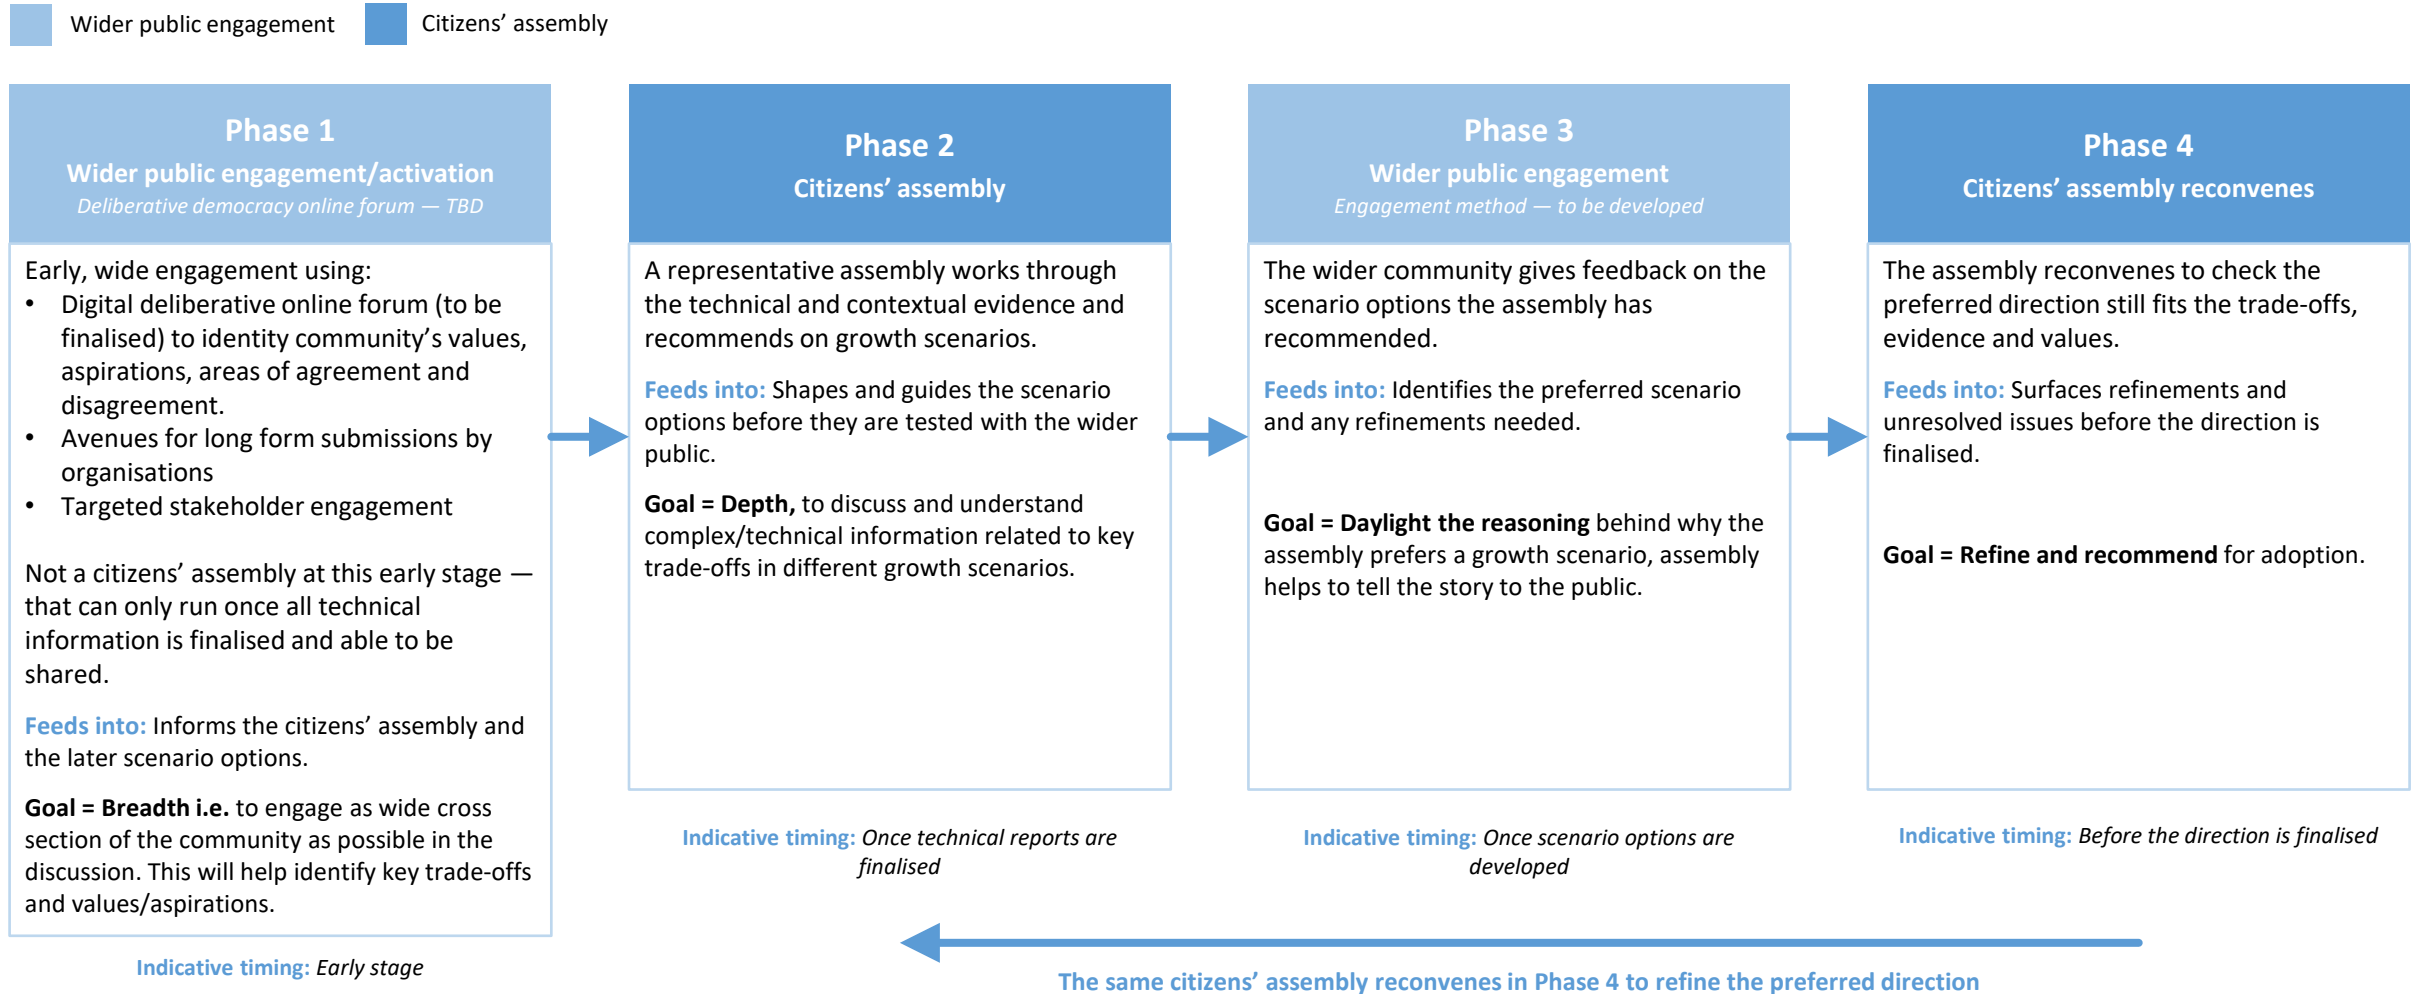 Wider public engagement
Citizens’ assembly
Phase 1
Wider public engagement/activation
Deliberative democracy online forum — TBD
Early, wide engagement using:
• Digital deliberative online forum (to be
finalised) to identity community’s values,
aspirations, areas of agreement and
disagreement.
• Avenues for long form submissions by
organisations
• Targeted stakeholder engagement
Not a citizens’ assembly at this early stage —
that can only run once all technical
information is finalised and able to be
shared.
Feeds into: Informs the citizens’ assembly and
the later scenario options.
Goal = Breadth i.e. to engage as wide cross
section of the community as possible in the
discussion. This will help identify key trade-offs
and values/aspirations.
Indicative timing: Early stage
Phase 2
Citizens’ assembly
A representative assembly works through
the technical and contextual evidence and
recommends on growth scenarios.
Feeds into: Shapes and guides the scenario
options before they are tested with the wider
public.
Goal = Depth, to discuss and understand
complex/technical information related to key
trade-offs in different growth scenarios.
Indicative timing: Once technical reports are
finalised
Phase 3
Wider public engagement
Engagement method — to be developed
The wider community gives feedback on the
scenario options the assembly has
recommended.
Feeds into: Identifies the preferred scenario
and any refinements needed.
Goal = Daylight the reasoning behind why the
assembly prefers a growth scenario, assembly
helps to tell the story to the public.
Indicative timing: Once scenario options are
developed
Phase 4
Citizens’ assembly reconvenes
The assembly reconvenes to check the
preferred direction still fits the trade-offs,
evidence and values.
Feeds into: Surfaces refinements and
unresolved issues before the direction is
finalised.
Goal = Refine and recommend for adoption.
Indicative timing: Before the direction is finalised
The same citizens’ assembly reconvenes in Phase 4 to refine the preferred direction